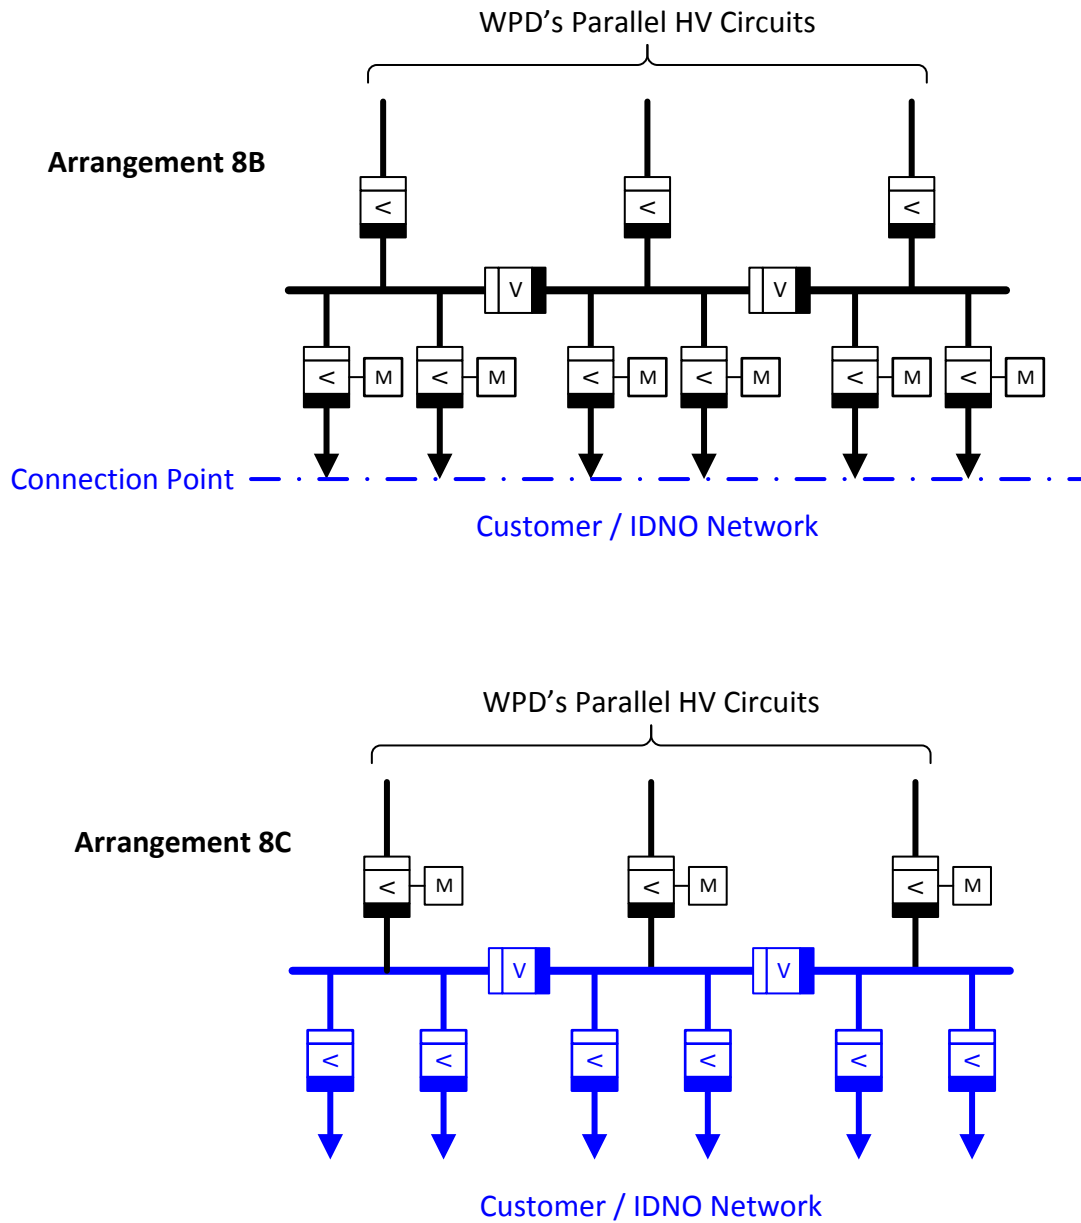 WPD’s Parallel HV Circuits
Arrangement 8B
< < <
V V
< M < M < M < M < M < M
Connection Point
Customer / IDNO Network
WPD’s Parallel HV Circuits
Arrangement 8C
< M < M < M
V V
< < < < < <
Customer / IDNO Network